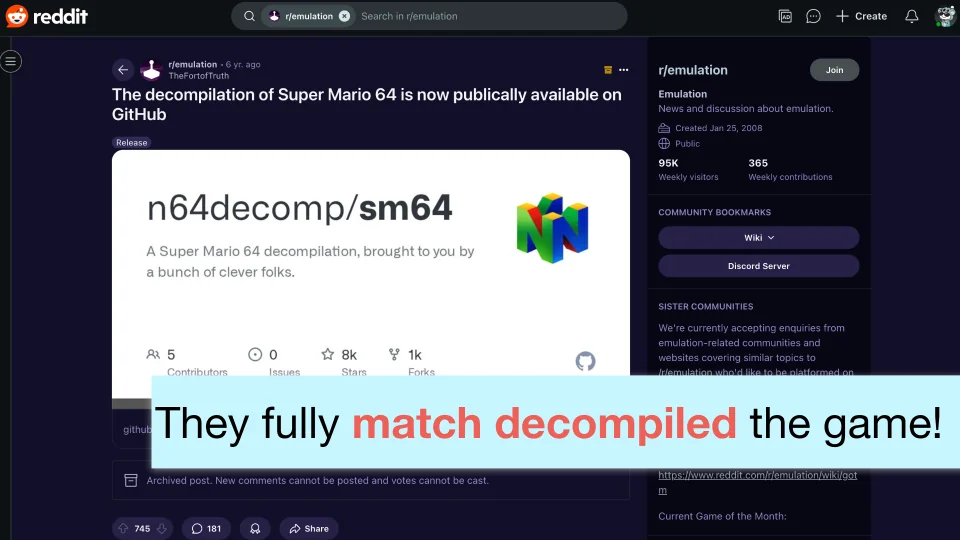 reddit
r/emulation
Search in r/emulation
AD
Create
r/emulation • 6 yr. ago
TheFortofTruth
The decompilation of Super Mario 64 is now publically available on
GitHub
Release
n64decomp/sm64
A Super Mario 64 decompilation, brought to you by
a bunch of clever folks.
5
Contributors
0
Issues
8k
Stars
1k
Forks
github
They fully match decompiled the game!
Archived post. New comments cannot be posted and votes cannot be cast.
745
181
Share
r/emulation
Join
Emulation
News and discussion about emulation.
Created Jan 25, 2008
Public
95K
Weekly visitors
365
Weekly contributions
COMMUNITY BOOKMARKS
Wiki
Discord Server
SISTER COMMUNITIES
We're currently accepting enquiries from
emulation-related communities and
websites covering similar topics to
/r/emulation who'd like to be platformed on
https://www.reddit.com/r/emulation/wiki/got
m
Current Game of the Month: